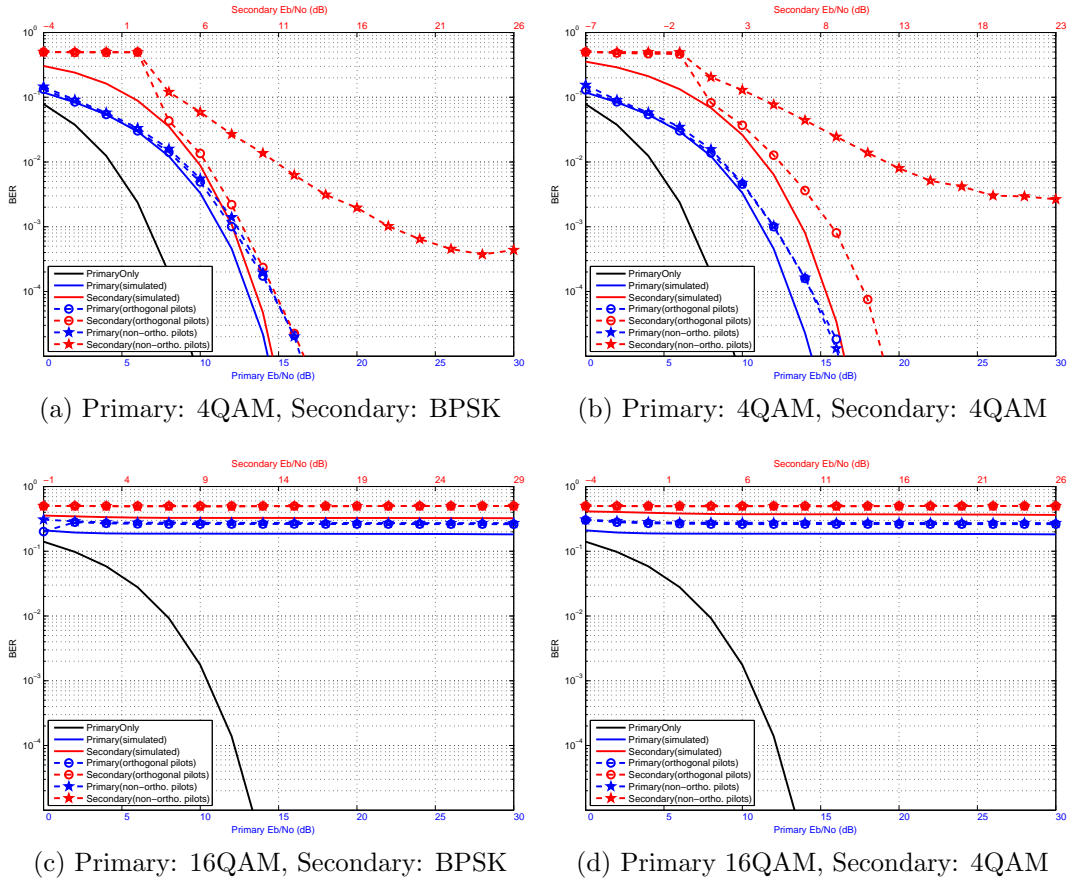 Secondary Eb/No (dB)
−4 1 6 11 16 21 26
10^0
10^−1
10^−2
10^−3
10^−4
BER
PrimaryOnly
Primary(simulated)
Secondary(simulated)
Primary(orthogonal pilots)
Secondary(orthogonal pilots)
Primary(non−ortho. pilots)
Secondary(non−ortho. pilots)
0 5 10 15 20 25 30
Primary Eb/No (dB)
(a) Primary: 4QAM, Secondary: BPSK
Secondary Eb/No (dB)
−7 −2 3 8 13 18 23
10^0
10^−1
10^−2
10^−3
10^−4
BER
PrimaryOnly
Primary(simulated)
Secondary(simulated)
Primary(orthogonal pilots)
Secondary(orthogonal pilots)
Primary(non−ortho. pilots)
Secondary(non−ortho. pilots)
0 5 10 15 20 25 30
Primary Eb/No (dB)
(b) Primary: 4QAM, Secondary: 4QAM
Secondary Eb/No (dB)
−1 4 9 14 19 24 29
10^0
10^−1
10^−2
10^−3
10^−4
BER
PrimaryOnly
Primary(simulated)
Secondary(simulated)
Primary(orthogonal pilots)
Secondary(orthogonal pilots)
Primary(non−ortho. pilots)
Secondary(non−ortho. pilots)
0 5 10 15 20 25 30
Primary Eb/No (dB)
(c) Primary: 16QAM, Secondary: BPSK
Secondary Eb/No (dB)
−4 1 6 11 16 21 26
10^0
10^−1
10^−2
10^−3
10^−4
BER
PrimaryOnly
Primary(simulated)
Secondary(simulated)
Primary(orthogonal pilots)
Secondary(orthogonal pilots)
Primary(non−ortho. pilots)
Secondary(non−ortho. pilots)
0 5 10 15 20 25 30
Primary Eb/No (dB)
(d) Primary 16QAM, Secondary: 4QAM